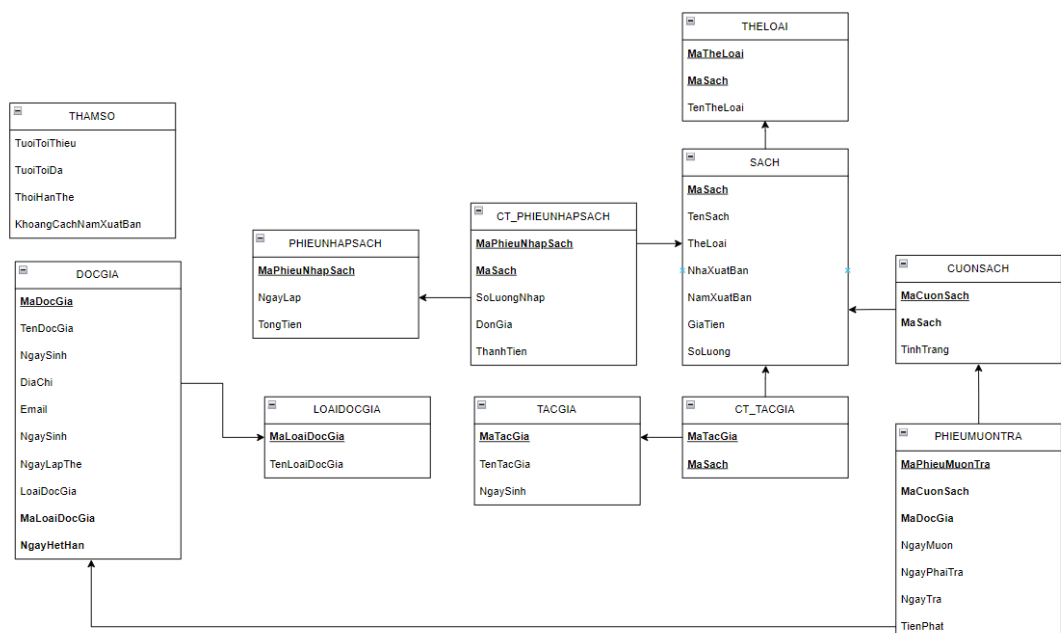 THELOAI
MaTheLoai
MaSach
TenTheLoai
THAMSO
TuoiToiThieu
TuoiToiDa
ThoiHanThe
KhoangCachNamXuatBan
SACH
MaSach
TenSach
TheLoai
NhaXuatBan
NamXuatBan
GiaTien
SoLuong
CT_PHIEUNHAPSACH
MaPhieuNhapSach
MaSach
SoLuongNhap
DonGia
ThanhTien
PHIEUNHAPSACH
MaPhieuNhapSach
NgayLap
TongTien
CUONSACH
MaCuonSach
MaSach
TinhTrang
DOCGIA
MaDocGia
TenDocGia
NgaySinh
DiaChi
Email
NgaySinh
NgayLapThe
LoaiDocGia
MaLoaiDocGia
NgayHetHan
LOAIDOCGIA
MaLoaiDocGia
TenLoaiDocGia
TACGIA
MaTacGia
TenTacGia
NgaySinh
CT_TACGIA
MaTacGia
MaSach
PHIEUMUONTRA
MaPhieuMuonTra
MaCuonSach
MaDocGia
NgayMuon
NgayPhaiTra
NgayTra
TienPhat